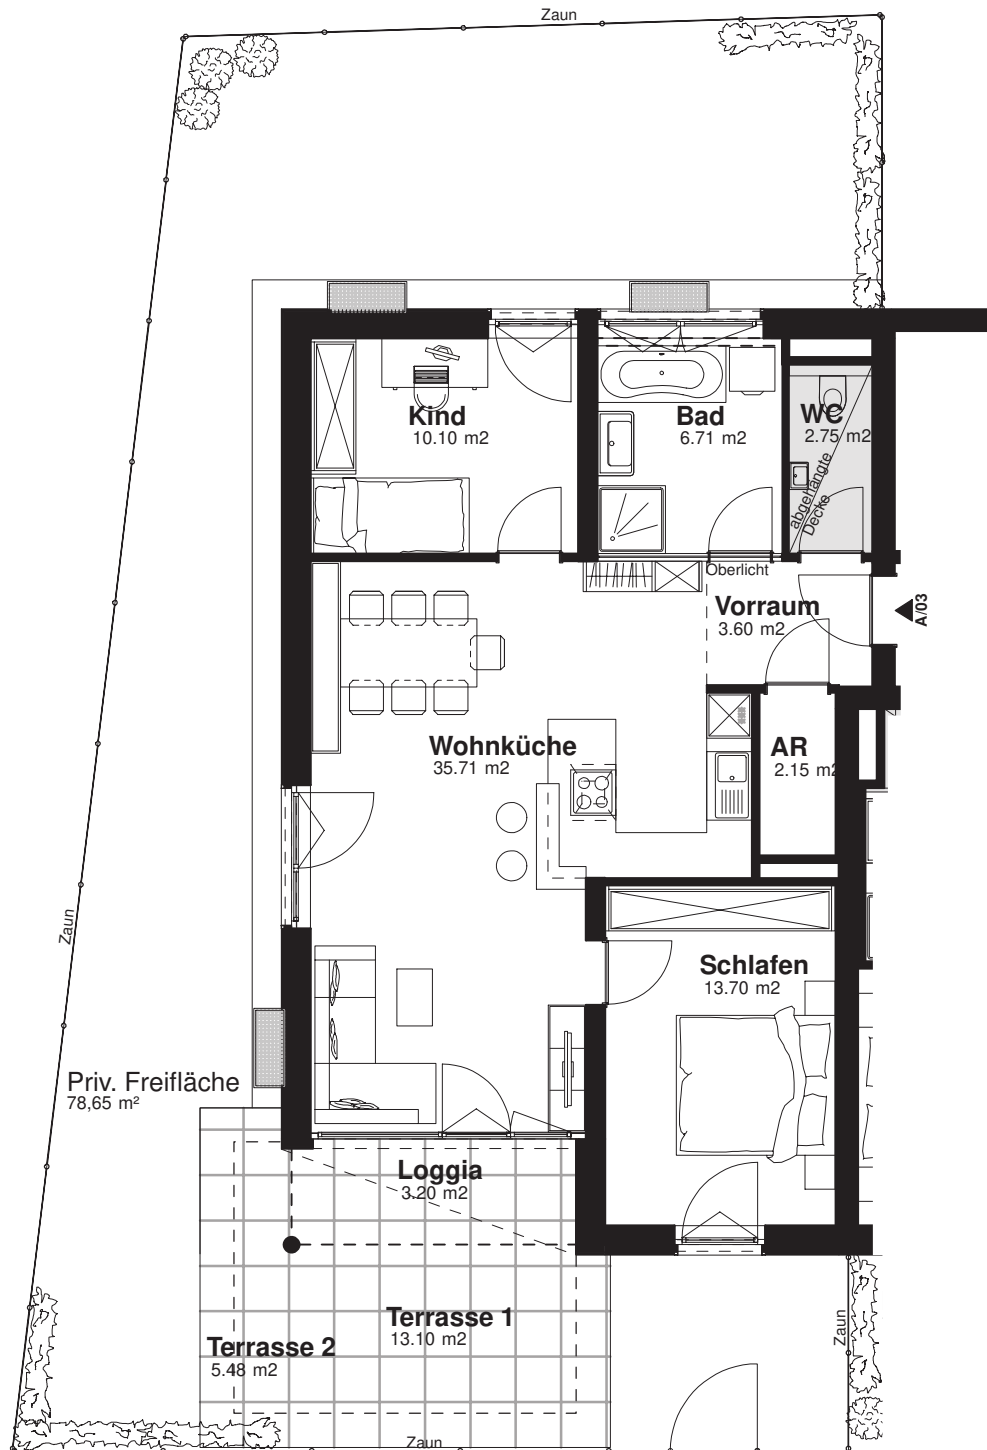 Zaun
Kind
10.10 m2
Bad
6.71 m2
WC
2.75 m2
abgehängte
Decke
Oberlicht
Vorraum
3.60 m2
A/03
Wohnküche
35.71 m2
AR
2.15 m2
Zaun
Schlafen
13.70 m2
Priv. Freifläche
78,65 m²
Loggia
3.20 m2
Terrasse 1
13.10 m2
Terrasse 2
5.48 m2
Zaun
Zaun